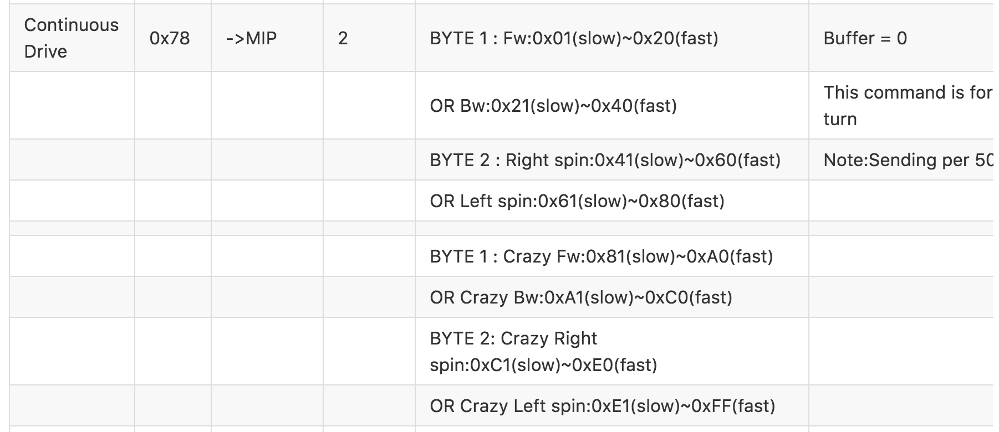 Continuous
Drive
0x78
->MIP
2
BYTE 1 : Fw:0x01(slow)~0x20(fast)
Buffer = 0
OR Bw:0x21(slow)~0x40(fast)
This command is for
turn
BYTE 2 : Right spin:0x41(slow)~0x60(fast)
Note:Sending per 50
OR Left spin:0x61(slow)~0x80(fast)
BYTE 1 : Crazy Fw:0x81(slow)~0xA0(fast)
OR Crazy Bw:0xA1(slow)~0xC0(fast)
BYTE 2: Crazy Right
spin:0xC1(slow)~0xE0(fast)
OR Crazy Left spin:0xE1(slow)~0xFF(fast)